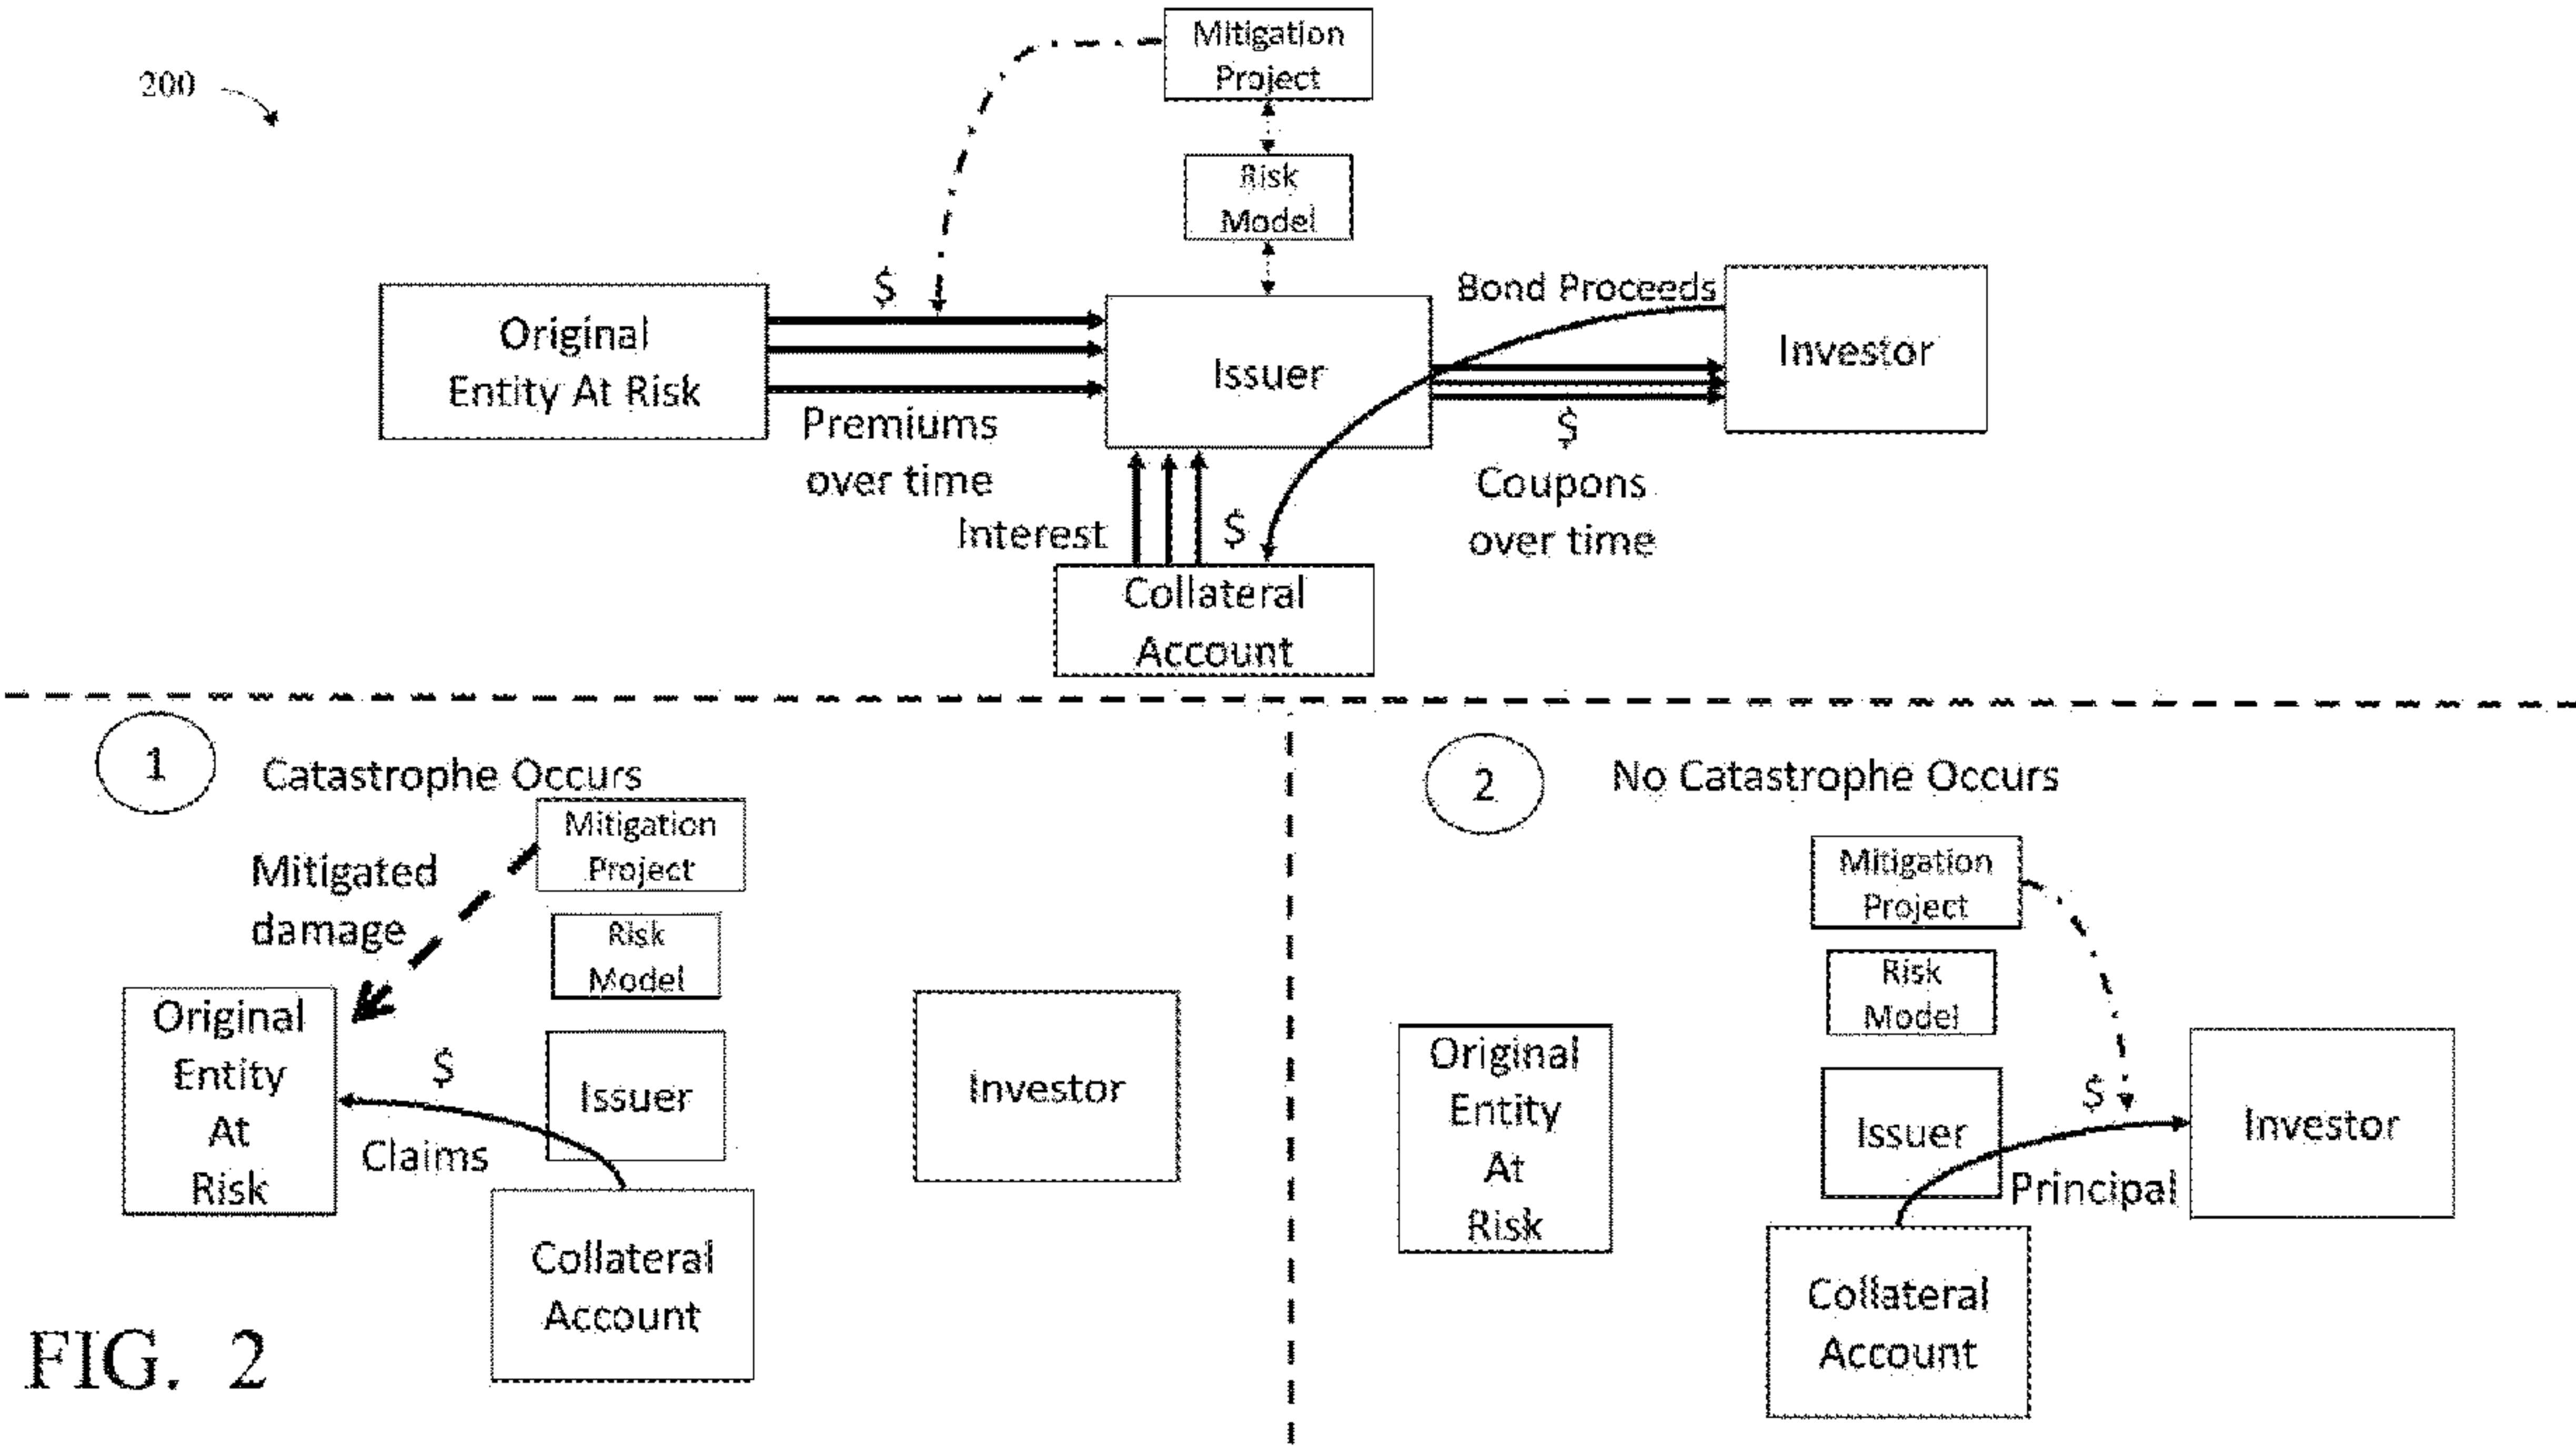 200
Mitigation
Project
Risk
Model
$
Bond Proceeds
Original
Entity At Risk
Issuer
Investor
Premiums
over time
$
Coupons
over time
Interest
$
Collateral
Account
1
Catastrophe Occurs
Mitigation
Project
Mitigated
damage
Risk
Model
Original
Entity
At
Risk
$
Claims
Issuer
Investor
Collateral
Account
2
No Catastrophe Occurs
Mitigation
Project
Risk
Model
Original
Entity
At
Risk
Issuer
$
Principal
Investor
Collateral
Account
FIG. 2